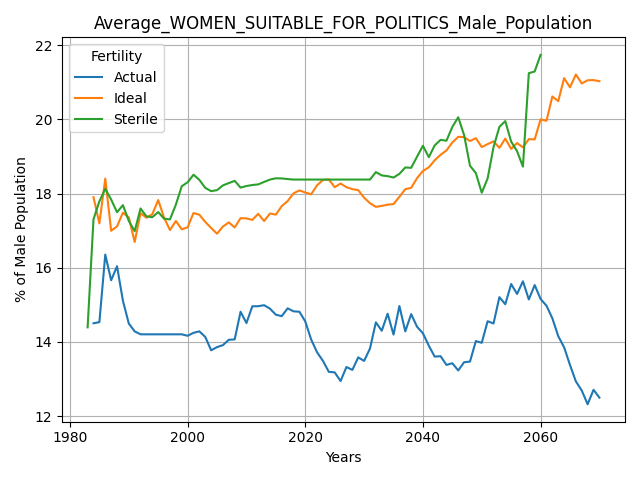 Average_WOMEN_SUITABLE_FOR_POLITICS_Male_Population
Fertility
Actual
Ideal
Sterile
% of Male Population
22
20
18
16
14
12
1980 2000 2020 2040 2060
Years